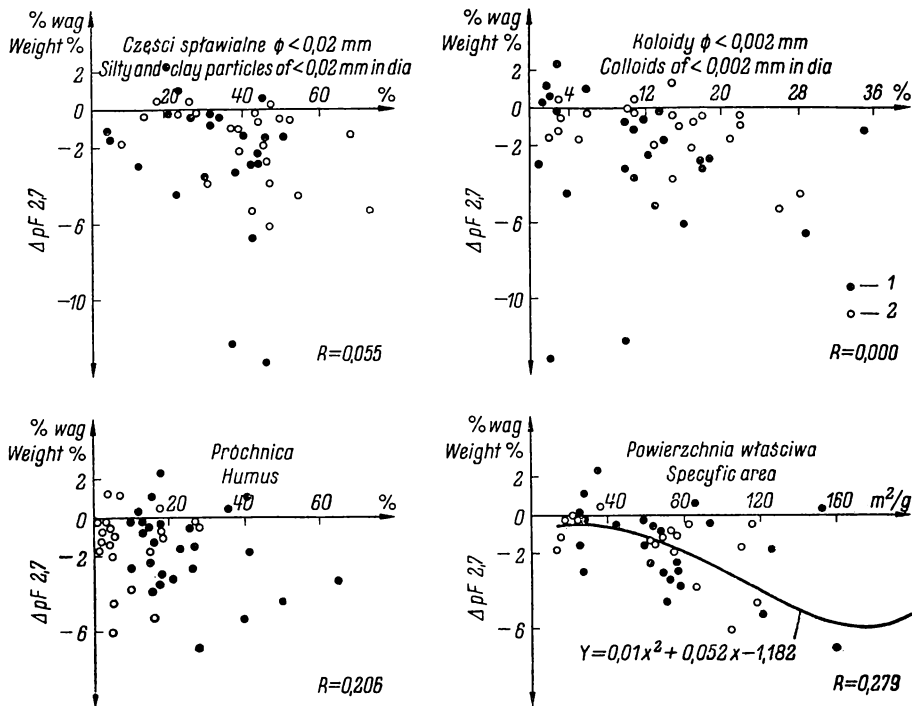 % wag
Weight %
Części spławialne φ < 0,02 mm
Silty and clay particles of < 0,02 mm in dia
2
0
−2
−6
−10
20
40
60
%
Δ pF 2,7
R=0,055
% wag
Weight %
Koloidy φ < 0,002 mm
Colloids of < 0,002 mm in dia
2
0
−2
−6
−10
4
12
20
28
36
%
Δ pF 2,7
— 1
— 2
R=0,000
% wag
Weight %
Próchnica
Humus
2
0
−2
−6
20
40
60
%
Δ pF 2,7
R=0,206
% wag
Weight %
Powierzchnia właściwa
Specyfic area
2
0
−2
−6
40
80
120
160
m²/g
Δ pF 2,7
Y=0,01x² + 0,052x−1,182
R=0,279